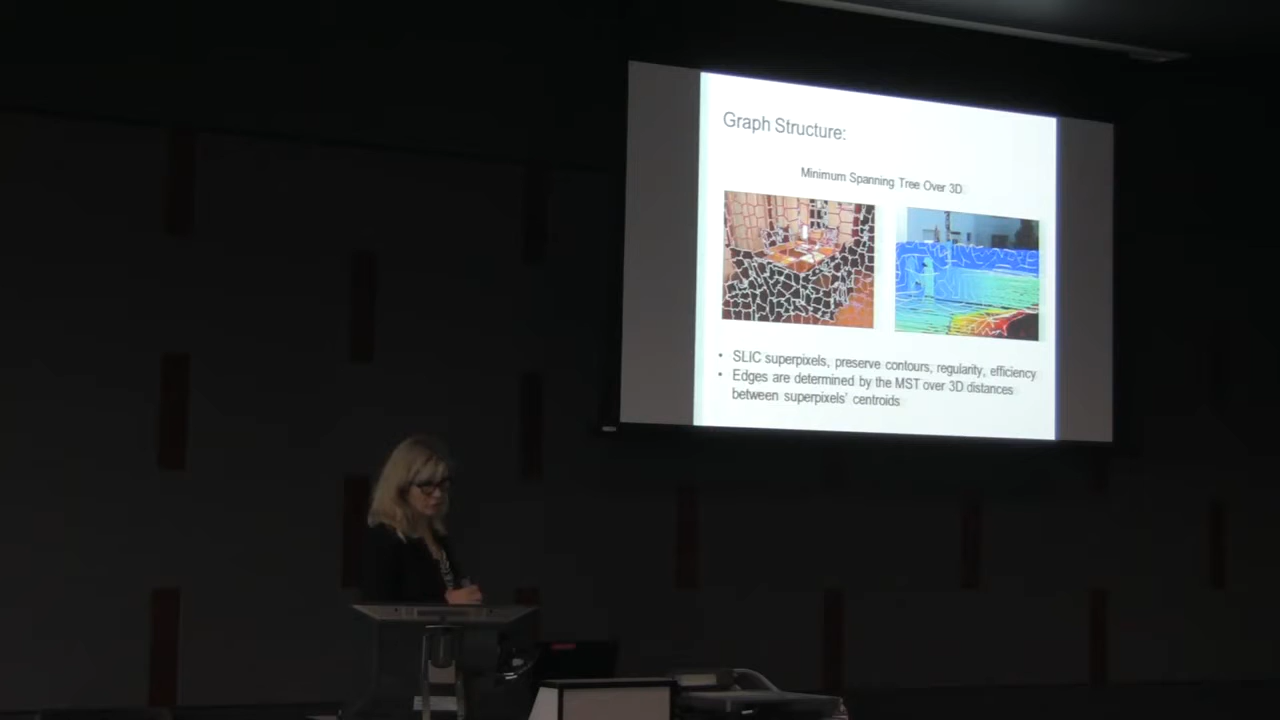 Graph Structure:
Minimum Spanning Tree Over 3D
• SLIC superpixels, preserve contours, regularity, efficiency
• Edges are determined by the MST over 3D distances
between superpixels' centroids